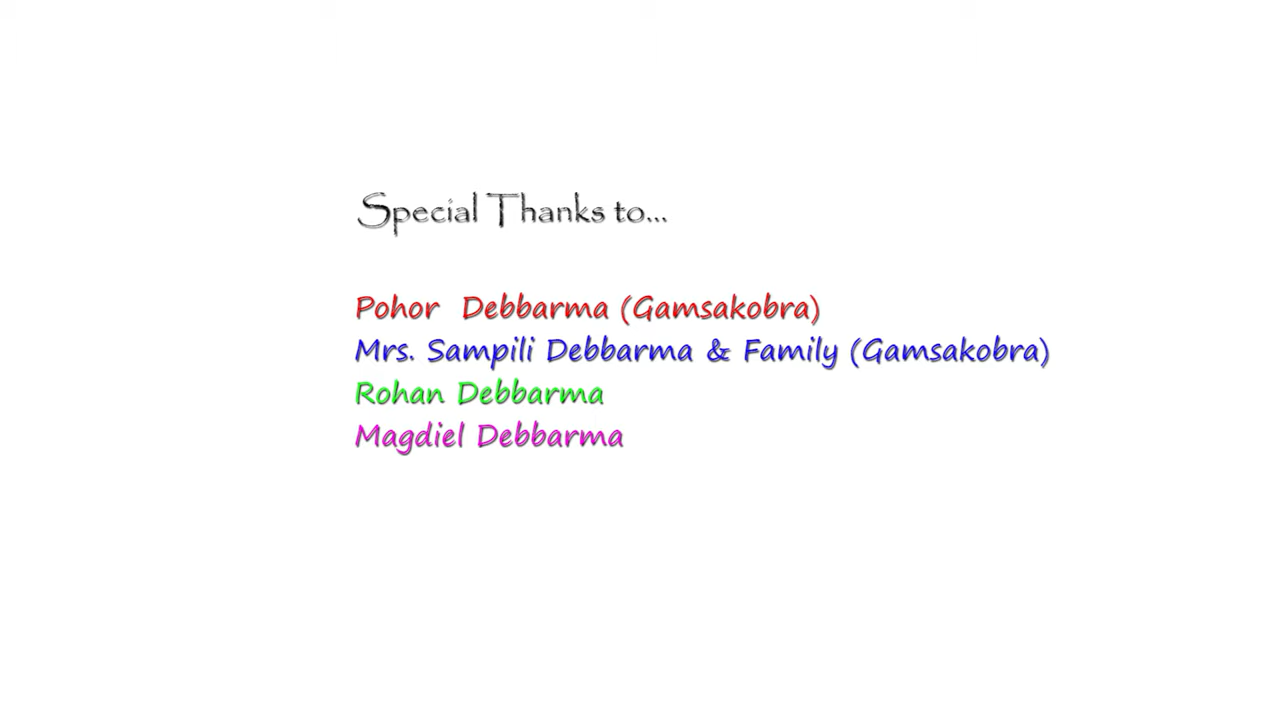 Special Thanks to...
Pohor Debbarma (Gamsakobra)
Mrs. Sampili Debbarma & Family (Gamsakobra)
Rohan Debbarma
Magdiel Debbarma